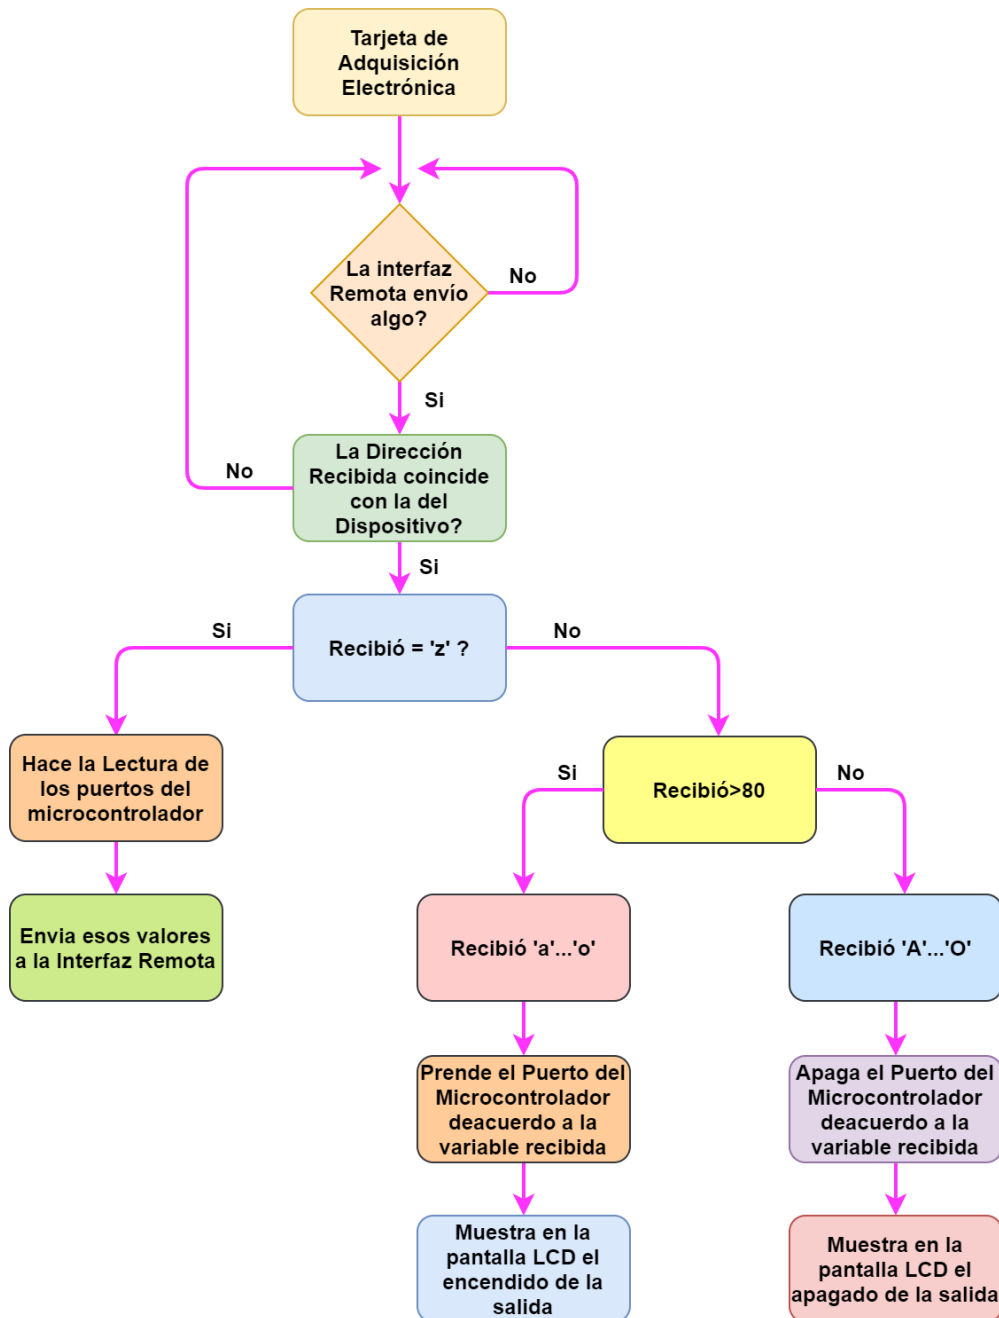 Tarjeta de
Adquisición
Electrónica
La interfaz
Remota envío
algo?
No
Si
La Dirección
Recibida coincide
con la del
Dispositivo?
No
Si
Recibió = 'z' ?
Si
No
Hace la Lectura de
los puertos del
microcontrolador
Envia esos valores
a la Interfaz Remota
Recibió>80
Si
No
Recibió 'a'...'o'
Prende el Puerto del
Microcontrolador
deacuerdo a la
variable recibida
Muestra en la
pantalla LCD el
encendido de la
salida
Recibió 'A'...'O'
Apaga el Puerto del
Microcontrolador
deacuerdo a la
variable recibida
Muestra en la
pantalla LCD el
apagado de la salida